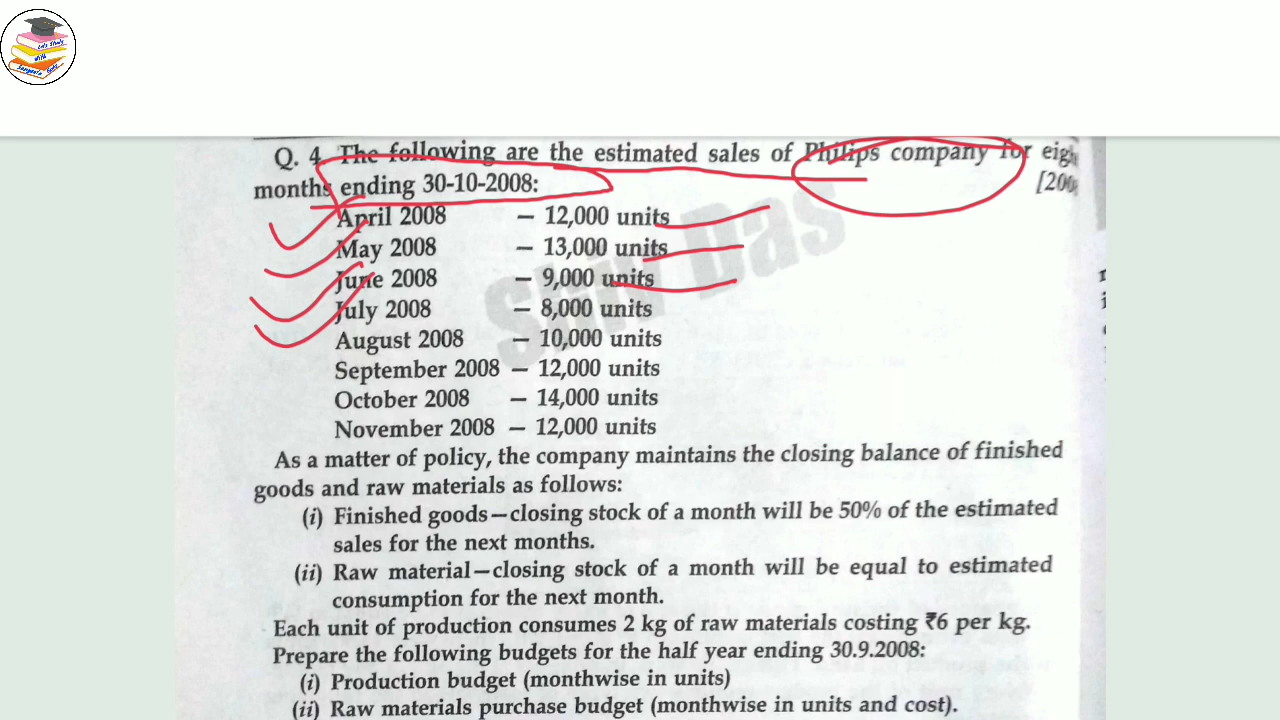 Let's Study
With
Q. 4. The following are the estimated sales of Philips company for eigh
months ending 30-10-2008: [200
April 2008 – 12,000 units
May 2008 – 13,000 units
June 2008 – 9,000 units
July 2008 – 8,000 units
August 2008 – 10,000 units
September 2008 – 12,000 units
October 2008 – 14,000 units
November 2008 – 12,000 units
As a matter of policy, the company maintains the closing balance of finished
goods and raw materials as follows:
(i) Finished goods—closing stock of a month will be 50% of the estimated
sales for the next months.
(ii) Raw material—closing stock of a month will be equal to estimated
consumption for the next month.
Each unit of production consumes 2 kg of raw materials costing ₹6 per kg.
Prepare the following budgets for the half year ending 30.9.2008:
(i) Production budget (monthwise in units)
(ii) Raw materials purchase budget (monthwise in units and cost).
Shiv Das